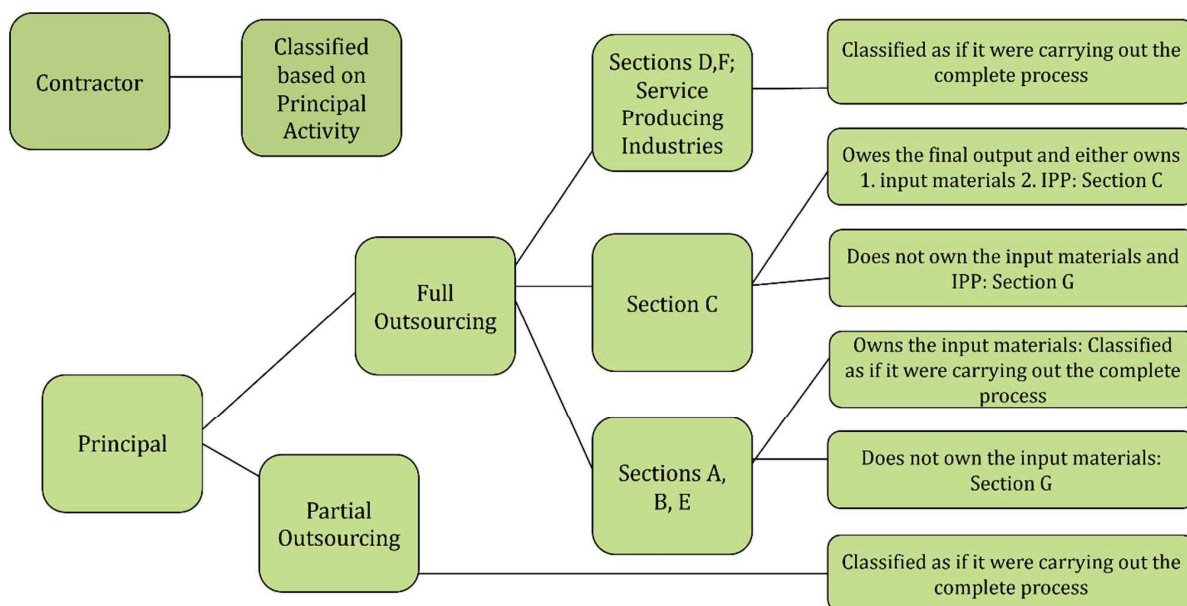 Contractor
Classified
based on
Principal
Activity
Sections D,F;
Service
Producing
Industries
Classified as if it were carrying out the
complete process
Owes the final output and either owns
1. input materials 2. IPP: Section C
Full
Outsourcing
Section C
Does not own the input materials and
IPP: Section G
Owns the input materials: Classified
as if it were carrying out the complete
process
Principal
Sections A,
B, E
Does not own the input materials:
Section G
Partial
Outsourcing
Classified as if it were carrying out the
complete process